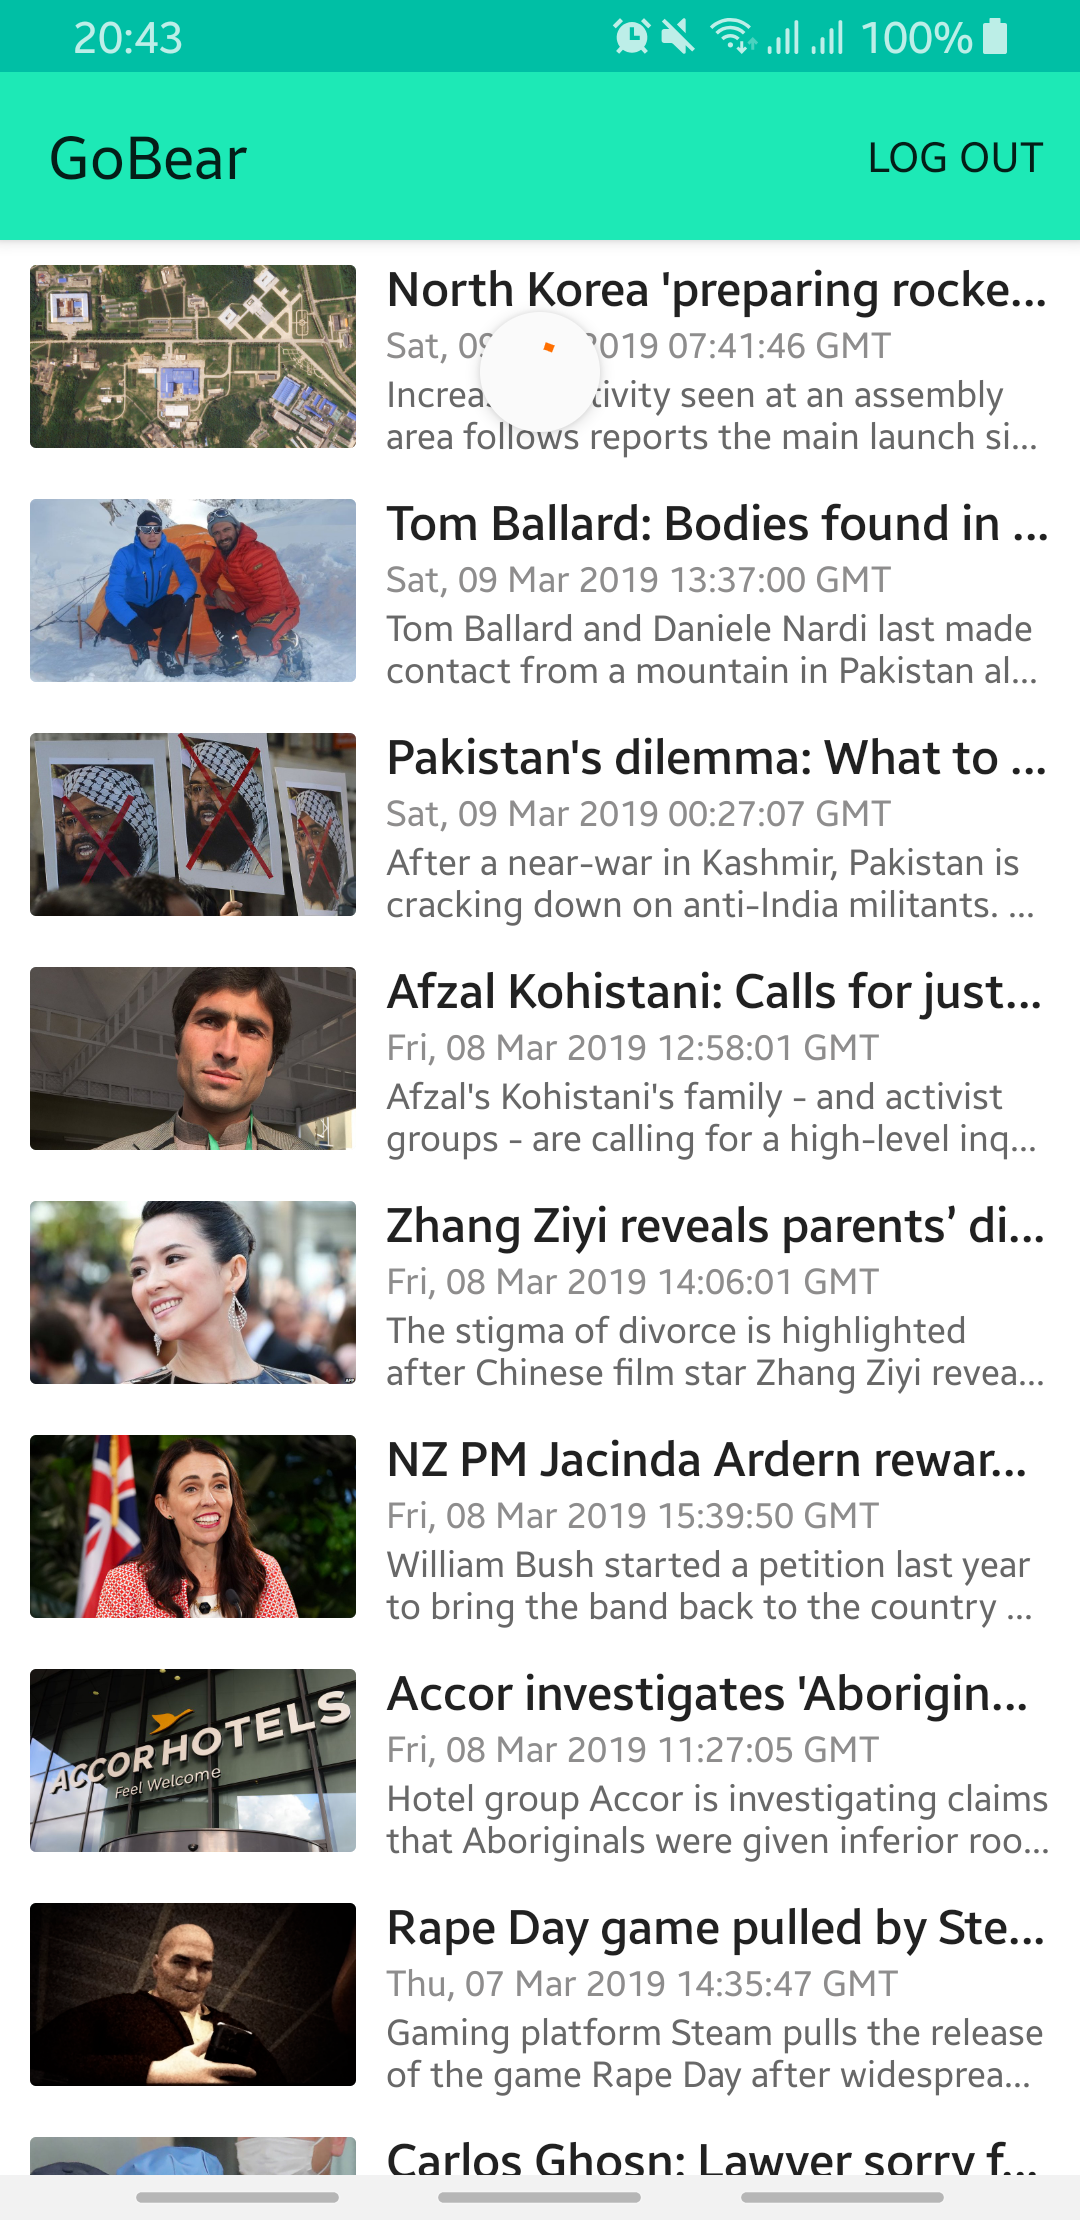 20:43
100%
GoBear
LOG OUT
North Korea 'preparing rocke...
Sat, 09 2019 07:41:46 GMT
seen at an assembly
area follows reports the main launch si...
Tom Ballard: Bodies found in ...
Sat, 09 Mar 2019 13:37:00 GMT
Tom Ballard and Daniele Nardi last made
contact from a mountain in Pakistan al...
Pakistan's dilemma: What to ...
Sat, 09 Mar 2019 00:27:07 GMT
After a near-war in Kashmir, Pakistan is
cracking down on anti-India militants. ...
Afzal Kohistani: Calls for just...
Fri, 08 Mar 2019 12:58:01 GMT
Afzal's Kohistani's family - and activist
groups - are calling for a high-level inq...
Zhang Ziyi reveals parents’ di...
Fri, 08 Mar 2019 14:06:01 GMT
The stigma of divorce is highlighted
after Chinese film star Zhang Ziyi revea...
NZ PM Jacinda Ardern rewar...
Fri, 08 Mar 2019 15:39:50 GMT
William Bush started a petition last year
to bring the band back to the country ...
ACCORHOTELS
Feel Welcome
Accor investigates 'Aborigin...
Fri, 08 Mar 2019 11:27:05 GMT
Hotel group Accor is investigating claims
that Aboriginals were given inferior roo...
Rape Day game pulled by Ste...
Thu, 07 Mar 2019 14:35:47 GMT
Gaming platform Steam pulls the release
of the game Rape Day after widesprea...
Carlos Ghosn: Lawyer sorry f...